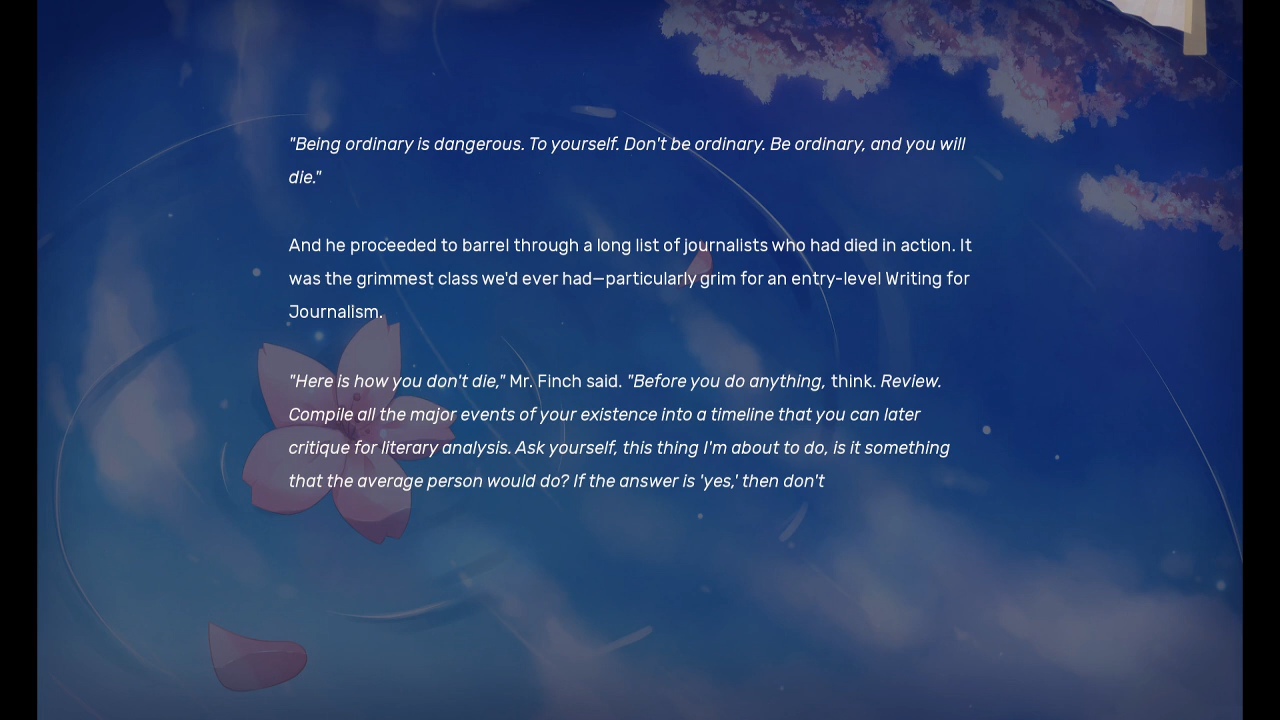 "Being ordinary is dangerous. To yourself. Don't be ordinary. Be ordinary, and you will
die."
And he proceeded to barrel through a long list of journalists who had died in action. It
was the grimmest class we'd ever had—particularly grim for an entry-level Writing for
Journalism.
"Here is how you don't die," Mr. Finch said. "Before you do anything, think. Review.
Compile all the major events of your existence into a timeline that you can later
critique for literary analysis. Ask yourself, this thing I'm about to do, is it something
that the average person would do? If the answer is 'yes,' then don't